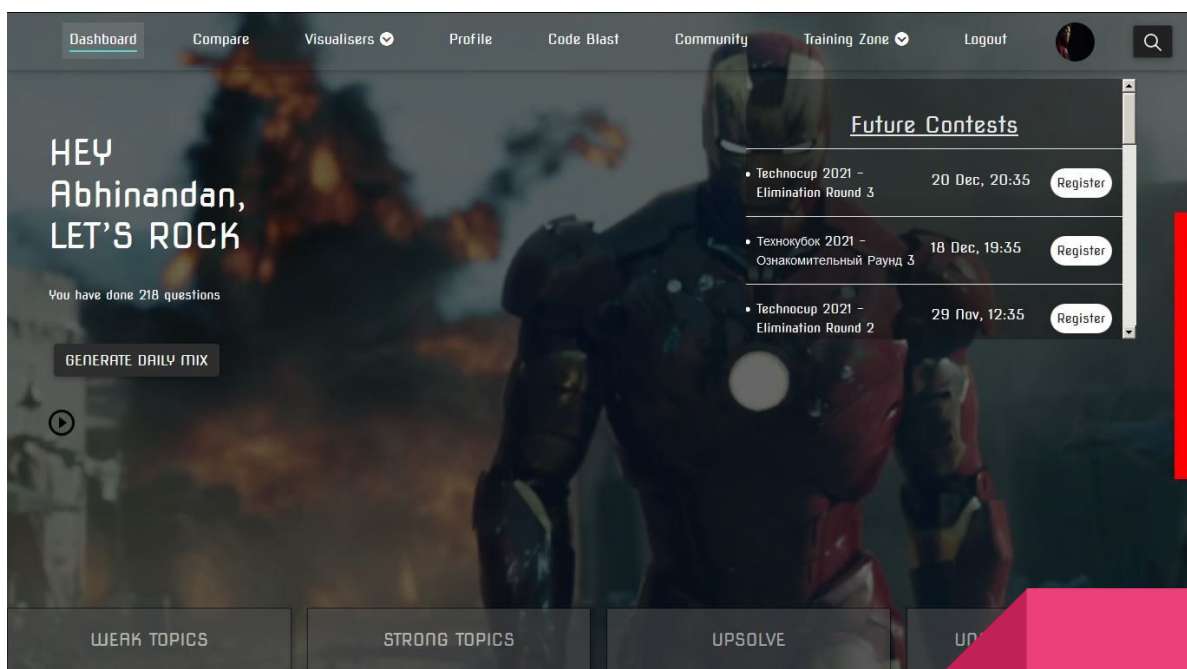 Dashboard Compare Visualisers Profile Code Blast Community Training Zone Logout
HEY
Abhinandan,
LET'S ROCK
You have done 218 questions
GENERATE DAILY MIX
Future Contests
Technocup 2021 -
Elimination Round 3
20 Dec, 20:35
Register
Технокубок 2021 -
Ознакомительный Раунд 3
18 Dec, 19:35
Register
Technocup 2021 -
Elimination Round 2
29 Nov, 12:35
Register
WEAK TOPICS STRONG TOPICS UPSOLVE